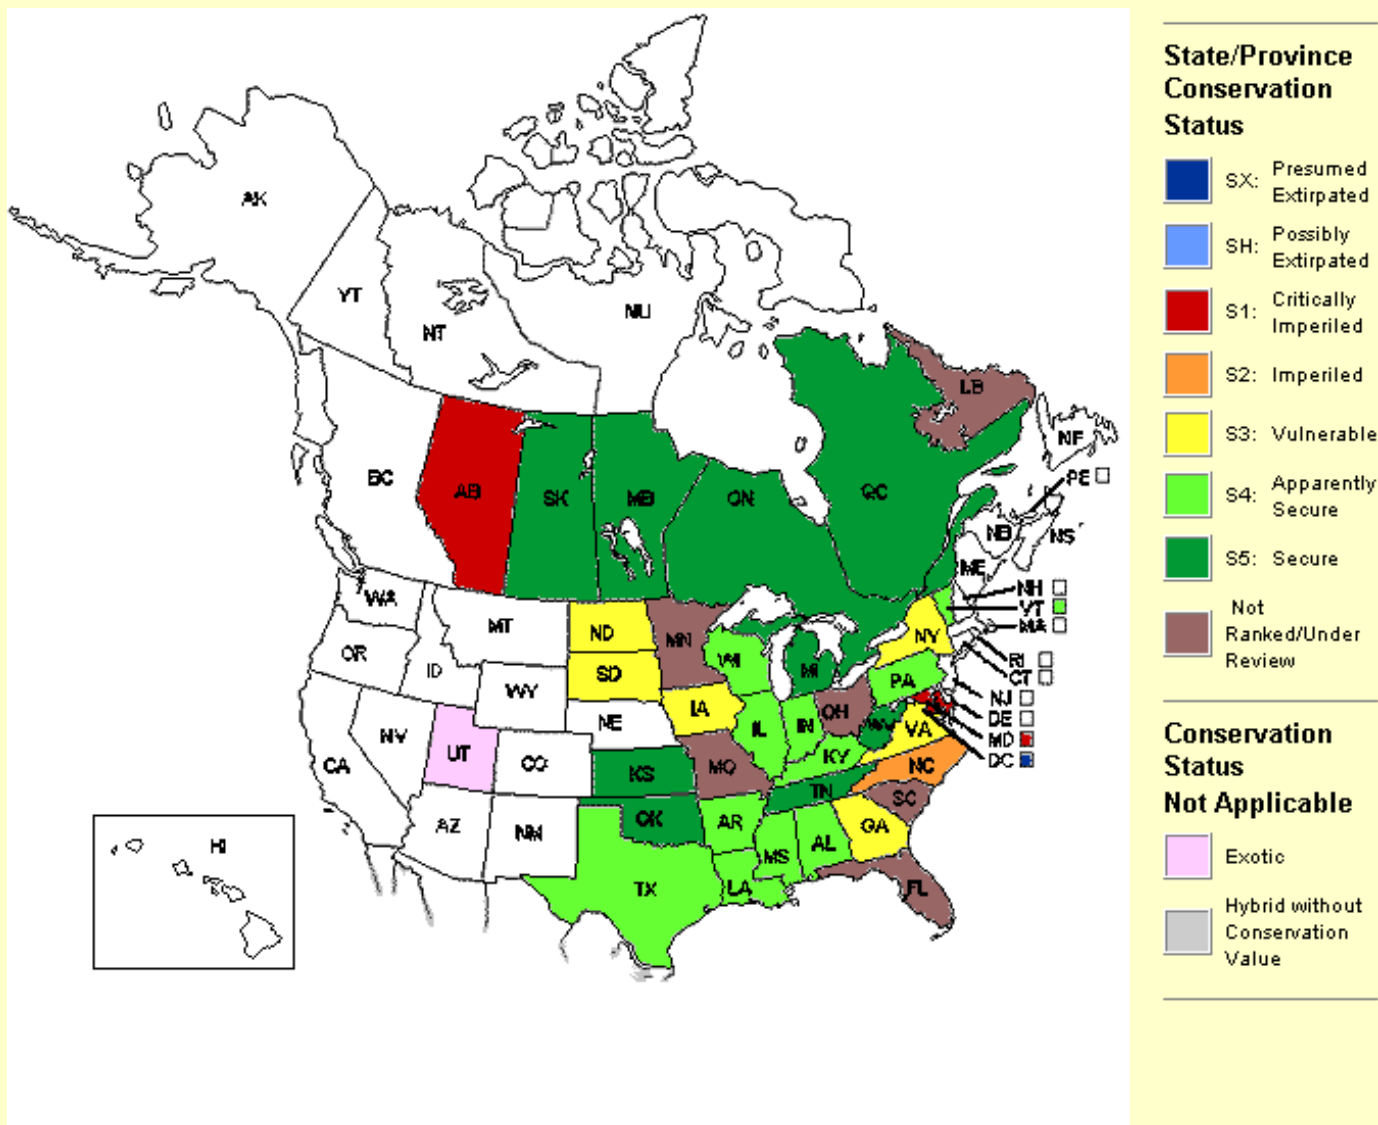 AK
YT
NT
NU
BC
AB
SK
MB
ON
QC
LB
NF
PE
NB
NS
ME
NH
VT
MA
RI
CT
NJ
DE
MD
DC
WA
OR
ID
MT
WY
NV
CA
UT
CO
AZ
NM
ND
SD
NE
KS
OK
TX
MN
IA
MO
AR
LA
WI
IL
MI
IN
OH
KY
TN
MS
AL
GA
FL
SC
NC
VA
WV
PA
NY
HI
State/Province
Conservation
Status
SX: Presumed
Extirpated
SH: Possibly
Extirpated
S1: Critically
Imperiled
S2: Imperiled
S3: Vulnerable
S4: Apparently
Secure
S5: Secure
Not
Ranked/Under
Review
Conservation
Status
Not Applicable
Exotic
Hybrid without
Conservation
Value